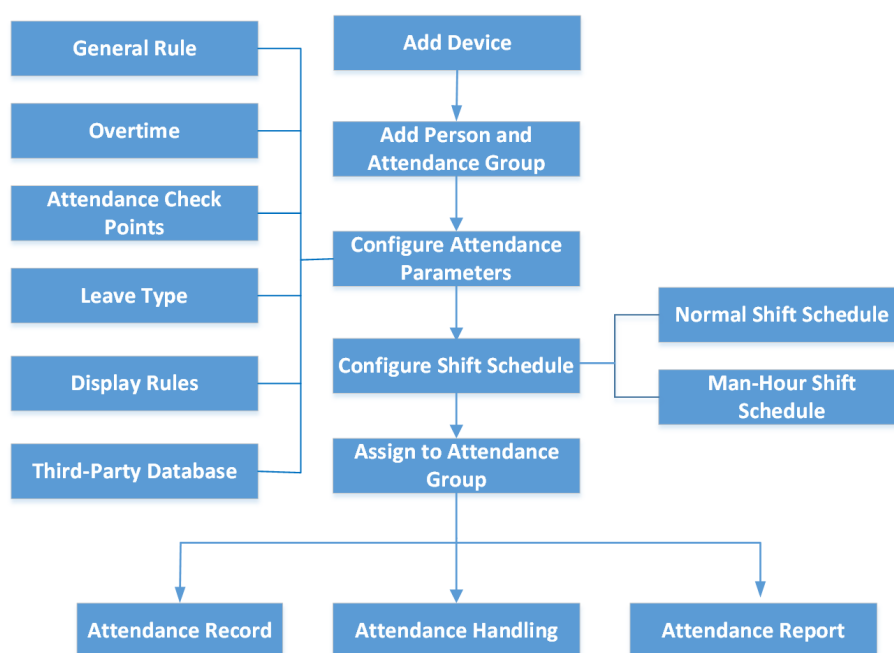 General Rule
Overtime
Attendance Check
Points
Leave Type
Display Rules
Third-Party Database
Add Device
Add Person and
Attendance Group
Configure Attendance
Parameters
Configure Shift Schedule
Normal Shift Schedule
Man-Hour Shift
Schedule
Assign to Attendance
Group
Attendance Record
Attendance Handling
Attendance Report